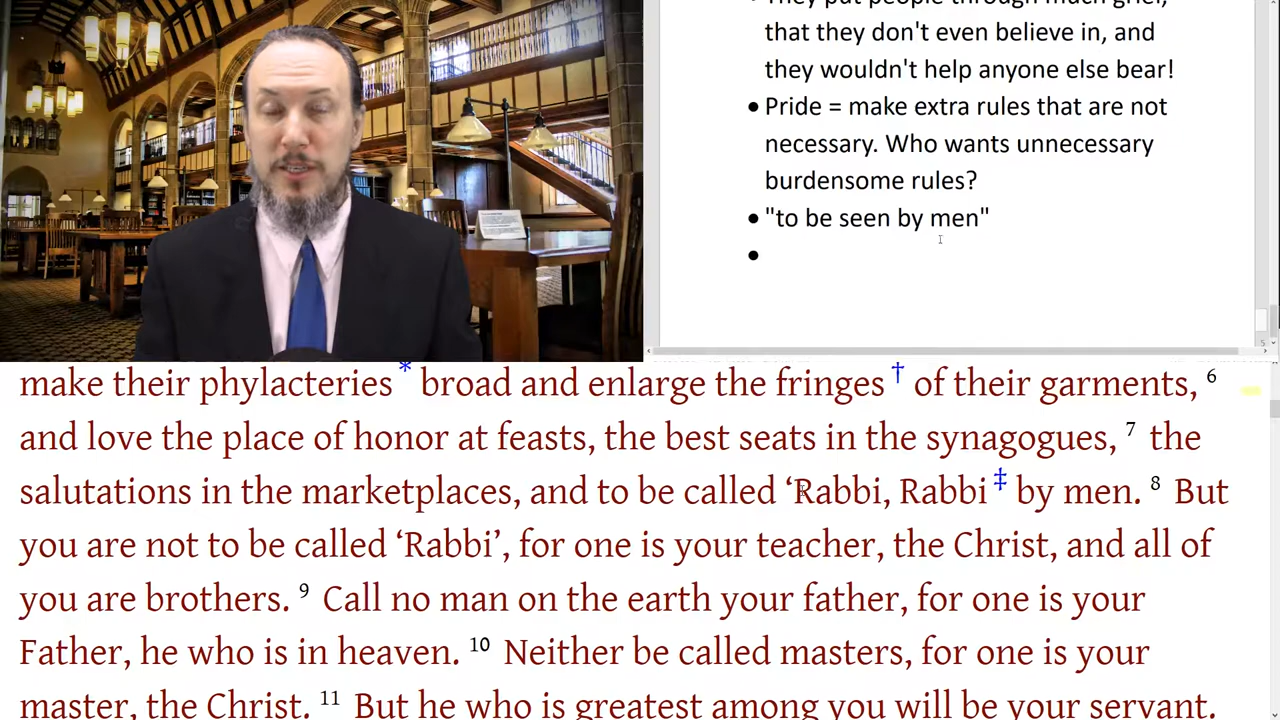 They put people through much grief,
that they don't even believe in, and
they wouldn't help anyone else bear!
• Pride = make extra rules that are not
necessary. Who wants unnecessary
burdensome rules?
• "to be seen by men"
•
make their phylacteries * broad and enlarge the fringes † of their garments, 6
and love the place of honor at feasts, the best seats in the synagogues, 7 the
salutations in the marketplaces, and to be called ‘Rabbi, Rabbi ‡ by men. 8 But
you are not to be called ‘Rabbi’, for one is your teacher, the Christ, and all of
you are brothers. 9 Call no man on the earth your father, for one is your
Father, he who is in heaven. 10 Neither be called masters, for one is your
master, the Christ. 11 But he who is greatest among you will be your servant.